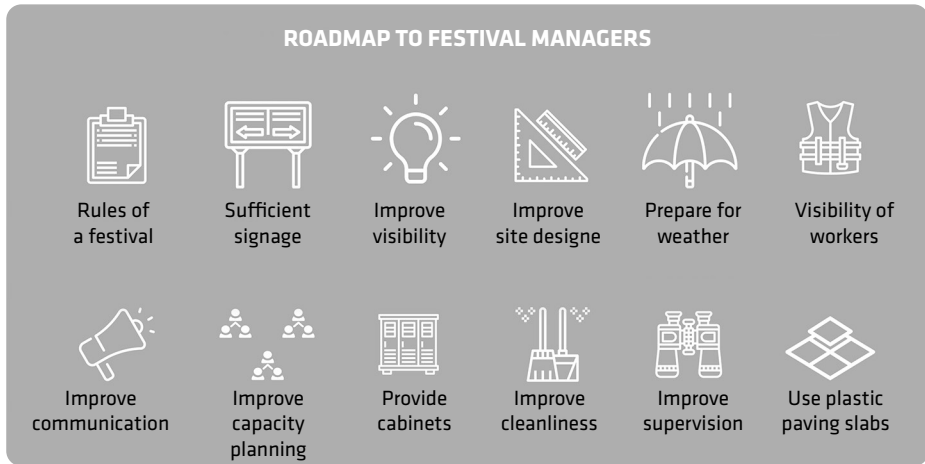 ROADMAP TO FESTIVAL MANAGERS
Rules of
a festival
Sufficient
signage
Improve
visibility
Improve
site designe
Prepare for
weather
Visibility of
workers
Improve
communication
Improve
capacity
planning
Provide
cabinets
Improve
cleanliness
Improve
supervision
Use plastic
paving slabs